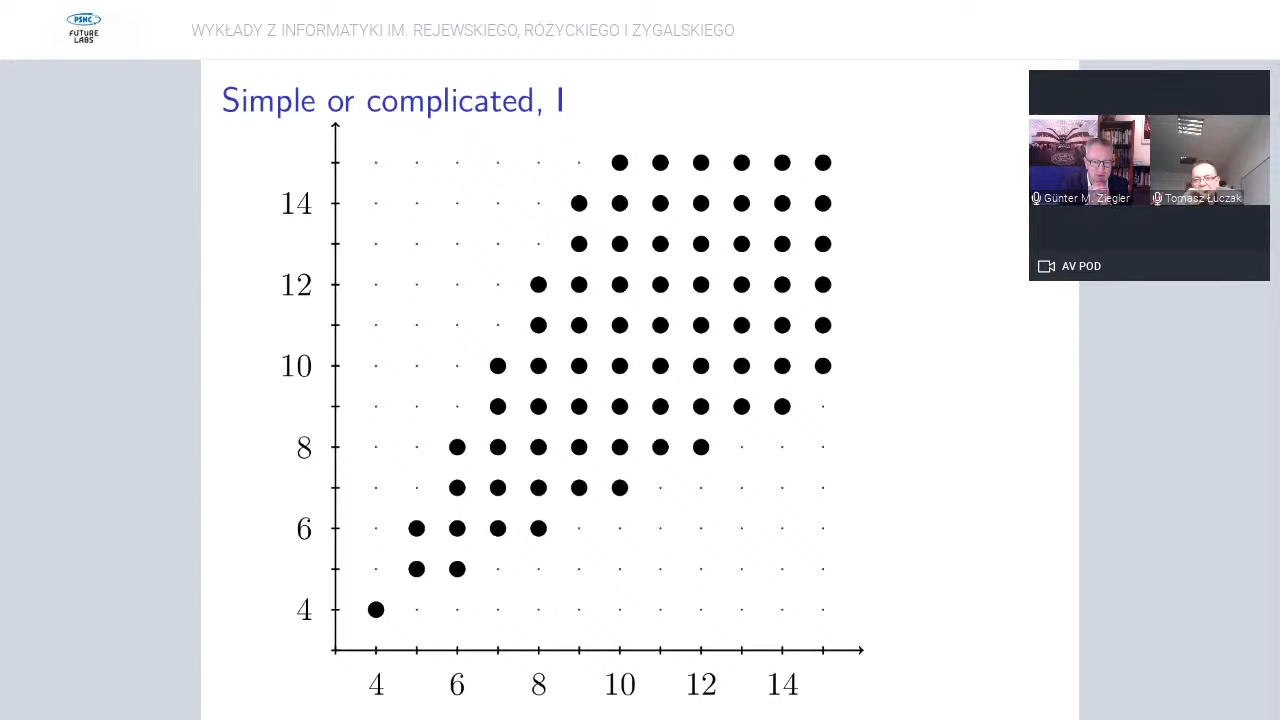 PSNC
FUTURE
LABS
WYKŁADY Z INFORMATYKI IM. REJEWSKIEGO, RÓŻYCKIEGO I ZYGALSKIEGO
Simple or complicated, I
14
12
10
8
6
4
4 6 8 10 12 14
Günter M. Ziegler
Tomasz Łuczak
AV POD